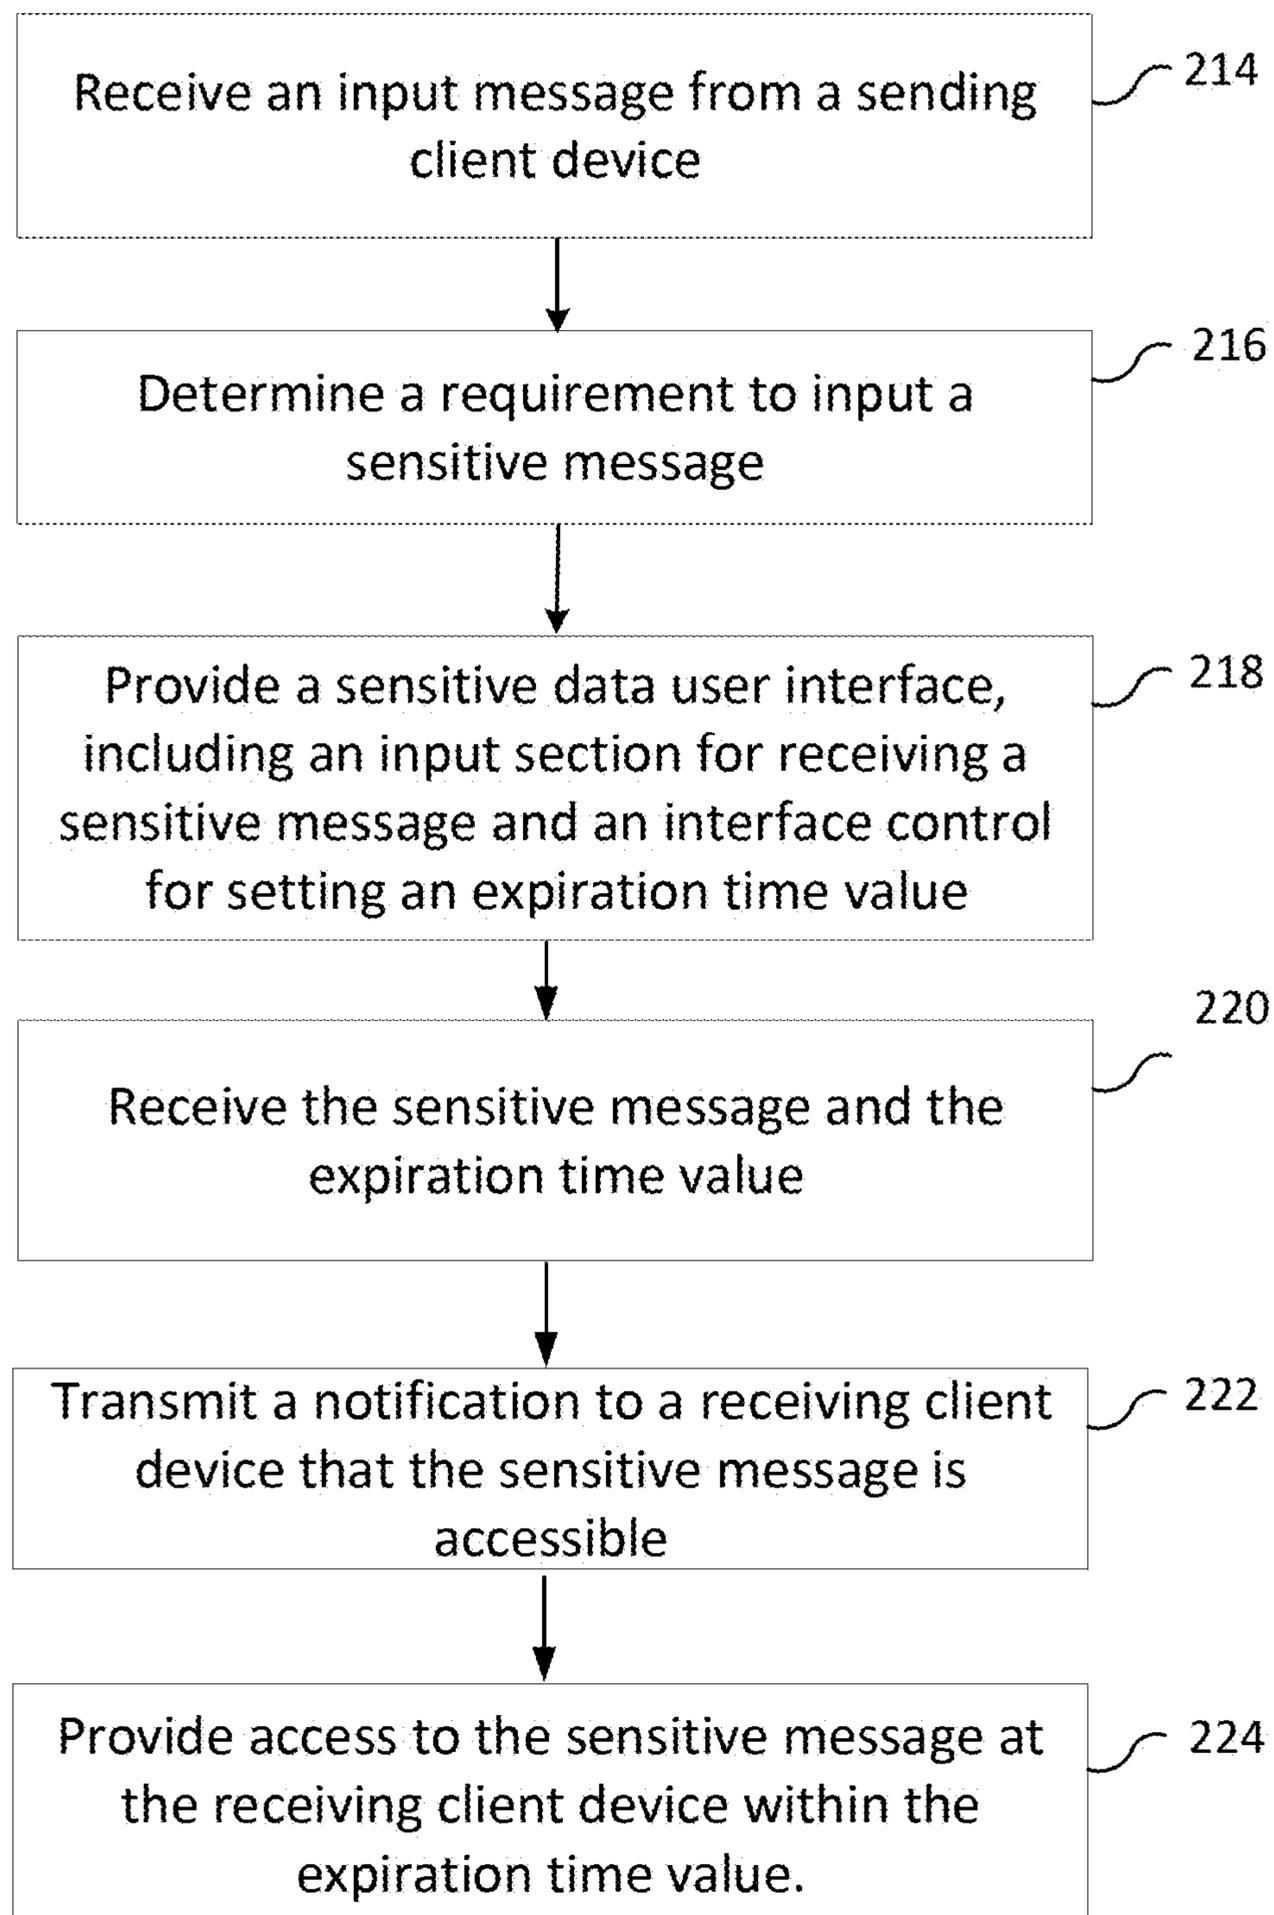 Receive an input message from a sending
client device
214
Determine a requirement to input a
sensitive message
216
Provide a sensitive data user interface,
including an input section for receiving a
sensitive message and an interface control
for setting an expiration time value
218
Receive the sensitive message and the
expiration time value
220
Transmit a notification to a receiving client
device that the sensitive message is
accessible
222
Provide access to the sensitive message at
the receiving client device within the
expiration time value.
224